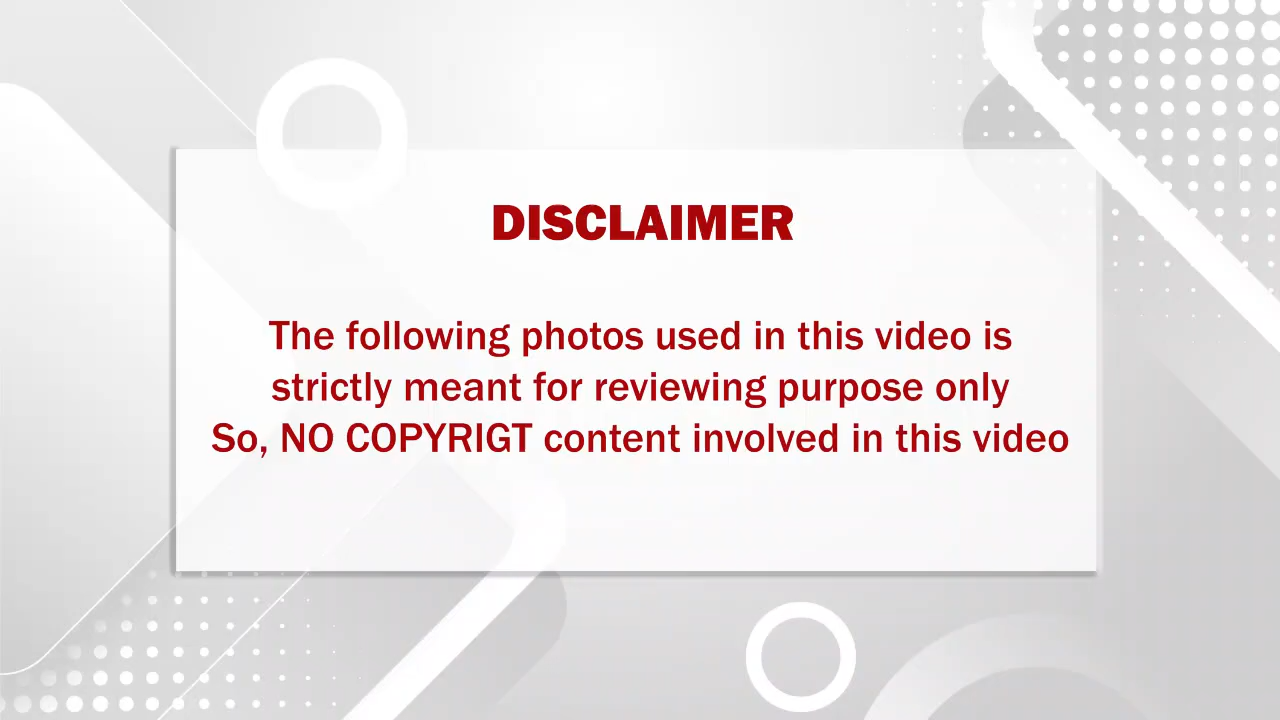 DISCLAIMER
The following photos used in this video is
strictly meant for reviewing purpose only
So, NO COPYRIGT content involved in this video